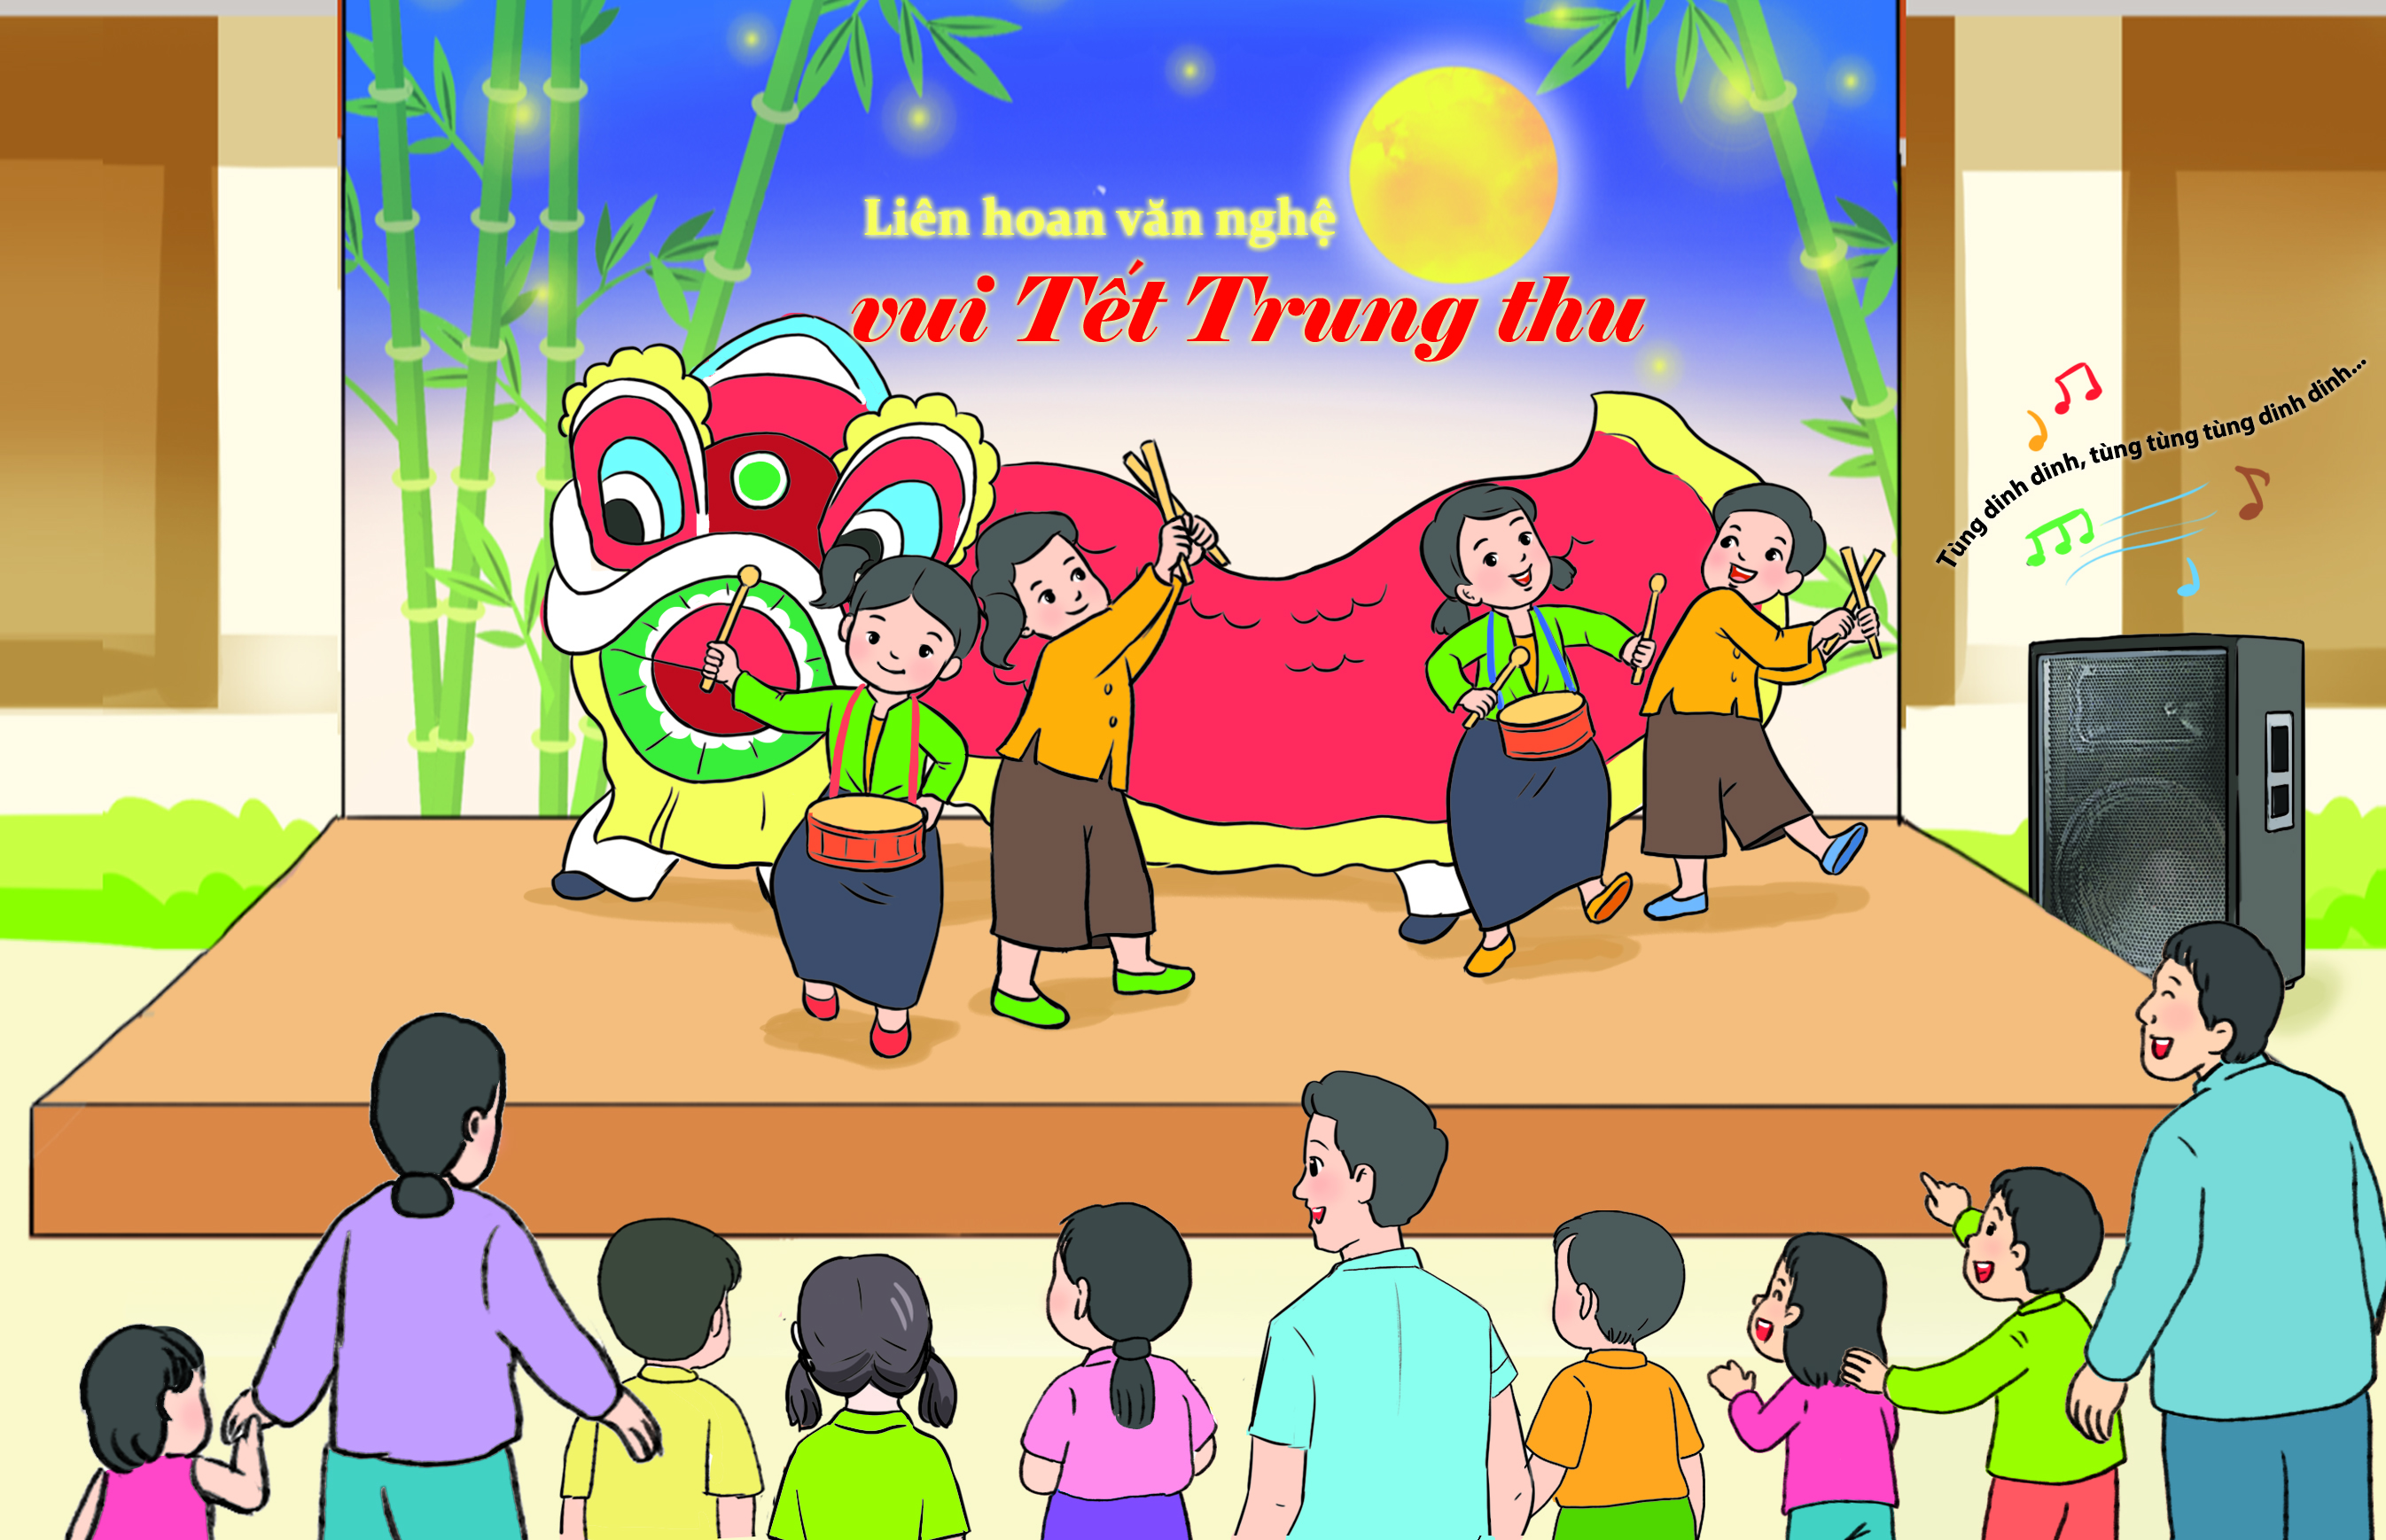 Liên hoan văn nghệ
vui Tết Trung thu
Tùng dinh dinh, tùng tùng tùng dinh dinh...